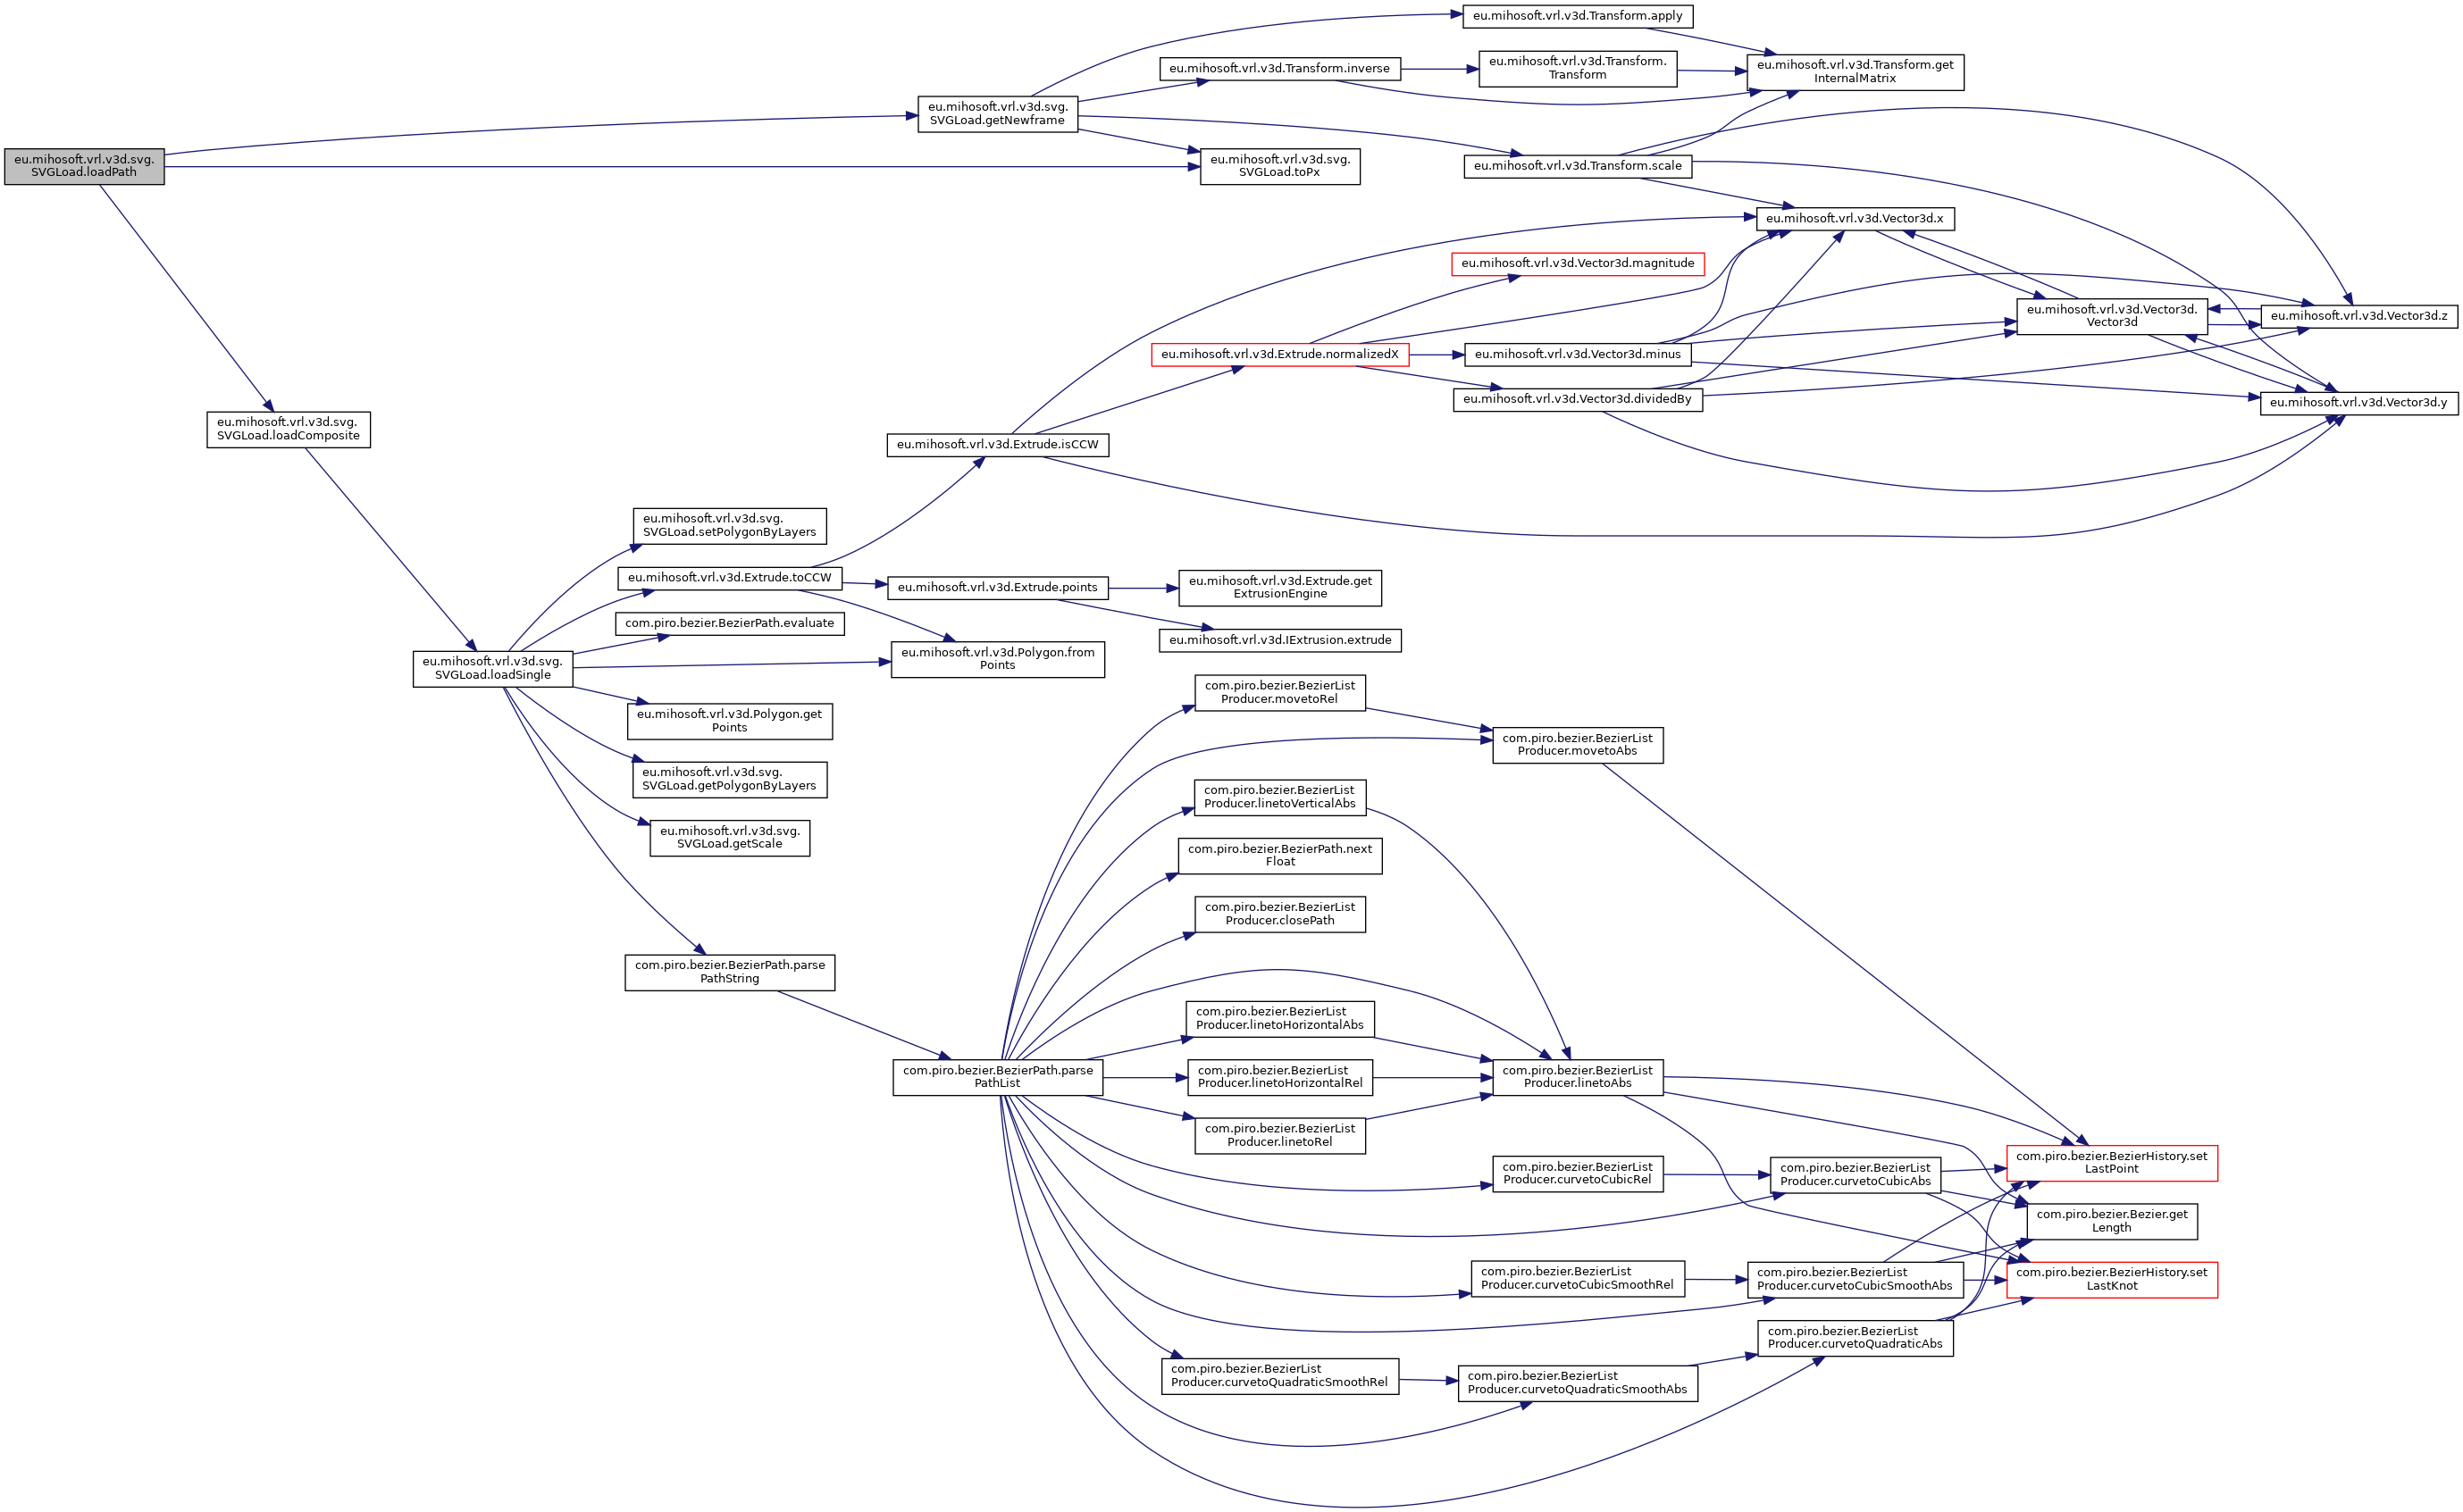 eu.mihosoft.vrl.v3d.svg.
SVGLoad.loadPath
eu.mihosoft.vrl.v3d.svg.
SVGLoad.getNewframe
eu.mihosoft.vrl.v3d.Transform.apply
eu.mihosoft.vrl.v3d.Transform.inverse
eu.mihosoft.vrl.v3d.Transform.
Transform
eu.mihosoft.vrl.v3d.Transform.get
InternalMatrix
eu.mihosoft.vrl.v3d.svg.
SVGLoad.toPx
eu.mihosoft.vrl.v3d.Transform.scale
eu.mihosoft.vrl.v3d.Vector3d.x
eu.mihosoft.vrl.v3d.Vector3d.magnitude
eu.mihosoft.vrl.v3d.Vector3d.
Vector3d
eu.mihosoft.vrl.v3d.Vector3d.z
eu.mihosoft.vrl.v3d.Extrude.normalizedX
eu.mihosoft.vrl.v3d.Vector3d.minus
eu.mihosoft.vrl.v3d.Vector3d.dividedBy
eu.mihosoft.vrl.v3d.Vector3d.y
eu.mihosoft.vrl.v3d.svg.
SVGLoad.loadComposite
eu.mihosoft.vrl.v3d.Extrude.isCCW
eu.mihosoft.vrl.v3d.svg.
SVGLoad.setPolygonByLayers
eu.mihosoft.vrl.v3d.Extrude.toCCW
eu.mihosoft.vrl.v3d.Extrude.points
eu.mihosoft.vrl.v3d.Extrude.get
ExtrusionEngine
com.piro.bezier.BezierPath.evaluate
eu.mihosoft.vrl.v3d.IExtrusion.extrude
eu.mihosoft.vrl.v3d.svg.
SVGLoad.loadSingle
eu.mihosoft.vrl.v3d.Polygon.from
Points
eu.mihosoft.vrl.v3d.Polygon.get
Points
com.piro.bezier.BezierList
Producer.movetoRel
com.piro.bezier.BezierList
Producer.movetoAbs
eu.mihosoft.vrl.v3d.svg.
SVGLoad.getPolygonByLayers
com.piro.bezier.BezierList
Producer.linetoVerticalAbs
eu.mihosoft.vrl.v3d.svg.
SVGLoad.getScale
com.piro.bezier.BezierPath.next
Float
com.piro.bezier.BezierList
Producer.closePath
com.piro.bezier.BezierPath.parse
PathString
com.piro.bezier.BezierList
Producer.linetoHorizontalAbs
com.piro.bezier.BezierPath.parse
PathList
com.piro.bezier.BezierList
Producer.linetoHorizontalRel
com.piro.bezier.BezierList
Producer.linetoAbs
com.piro.bezier.BezierList
Producer.linetoRel
com.piro.bezier.BezierList
Producer.curvetoCubicRel
com.piro.bezier.BezierList
Producer.curvetoCubicAbs
com.piro.bezier.BezierHistory.set
LastPoint
com.piro.bezier.Bezier.get
Length
com.piro.bezier.BezierList
Producer.curvetoCubicSmoothRel
com.piro.bezier.BezierList
Producer.curvetoCubicSmoothAbs
com.piro.bezier.BezierHistory.set
LastKnot
com.piro.bezier.BezierList
Producer.curvetoQuadraticAbs
com.piro.bezier.BezierList
Producer.curvetoQuadraticSmoothRel
com.piro.bezier.BezierList
Producer.curvetoQuadraticSmoothAbs